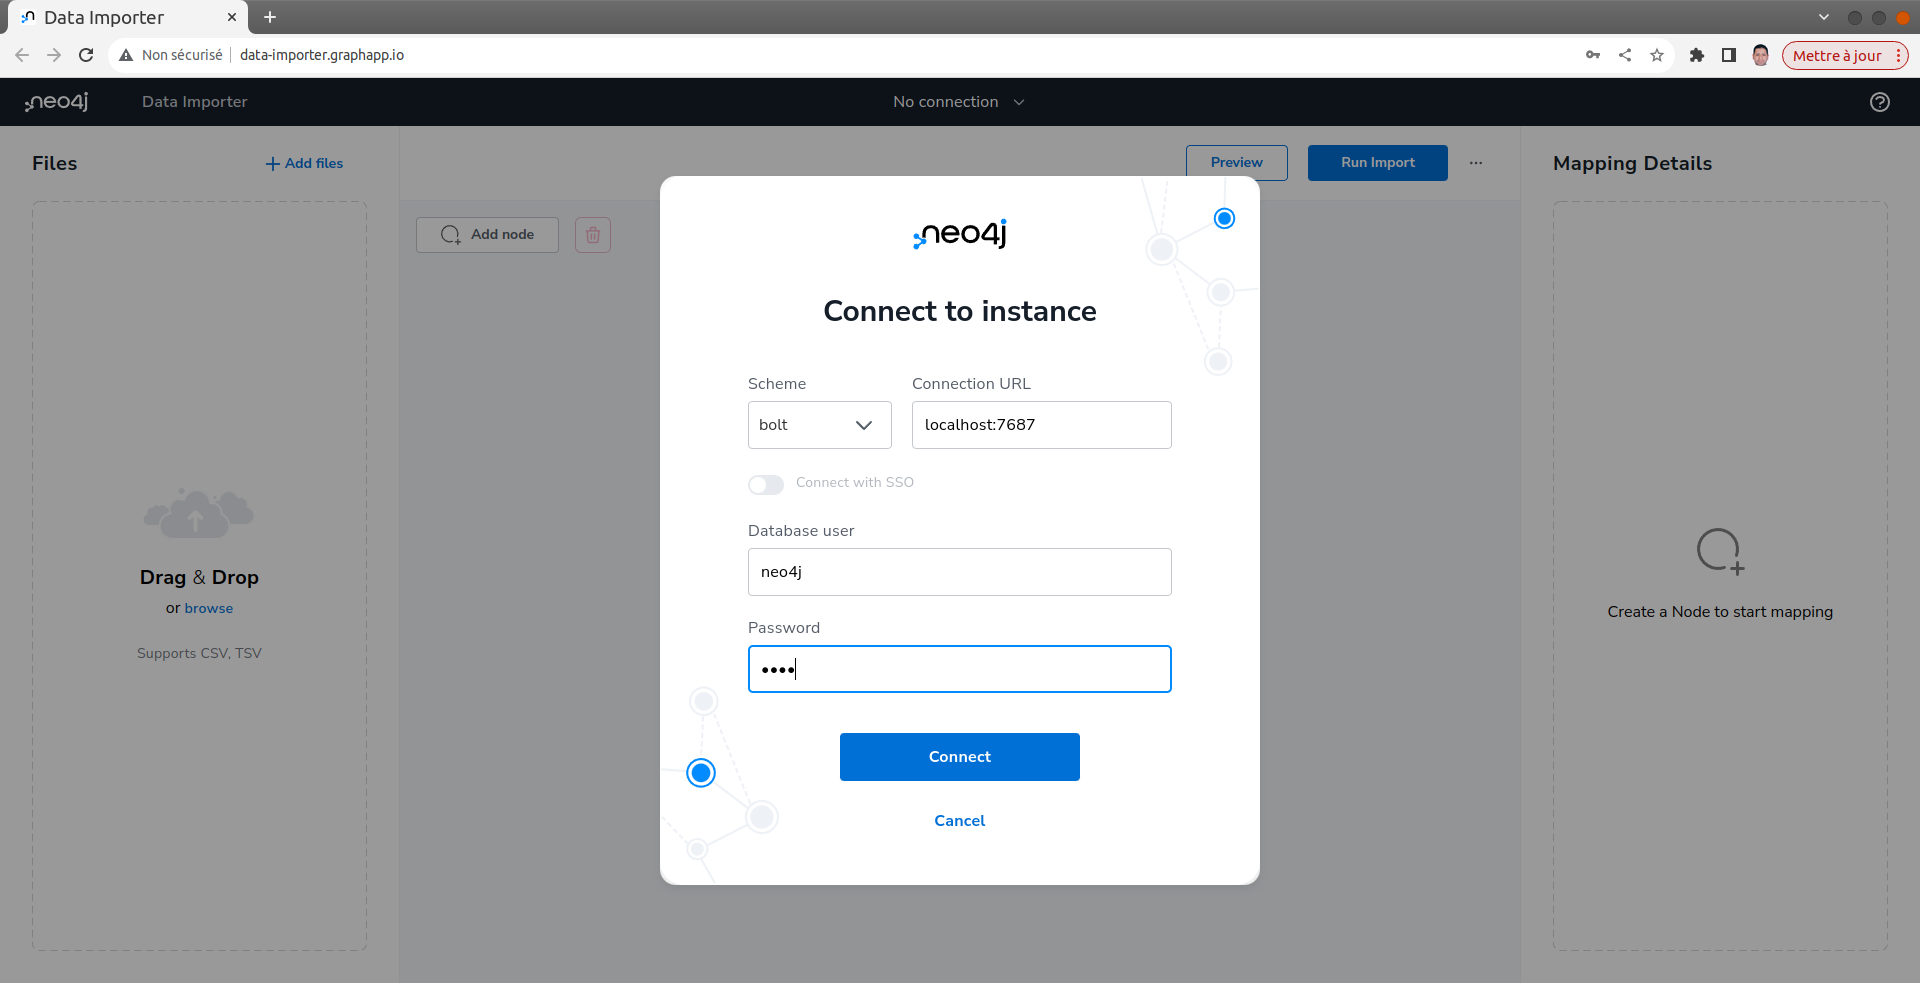 Data Importer
Non sécurisé data-importer.graphapp.io
Mettre à jour
neo4j Data Importer No connection
Files
Add files
Preview
Run Import
Mapping Details
Add node
neo4j
Connect to instance
Scheme
Connection URL
bolt
localhost:7687
Connect with SSO
Database user
neo4j
Password
••••
Connect
Cancel
Drag & Drop
or browse
Supports CSV, TSV
Create a Node to start mapping